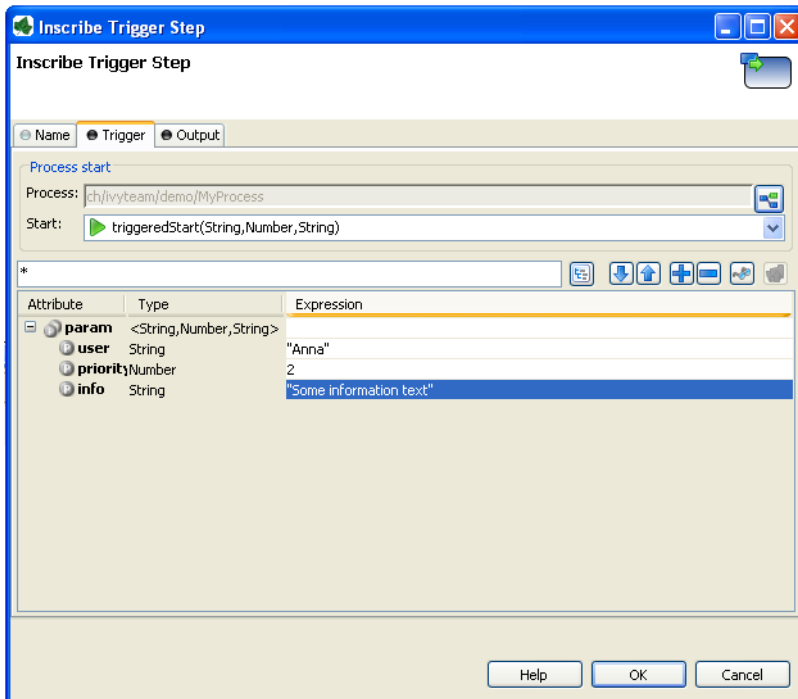 Inscribe Trigger Step
Inscribe Trigger Step
Name Trigger Output
Process start
Process: ch/ivyteam/demo/MyProcess
Start: triggeredStart(String,Number,String)
*
Attribute Type Expression
param <String,Number,String>
user String "Anna"
priority Number 2
info String "Some information text"
Help OK Cancel